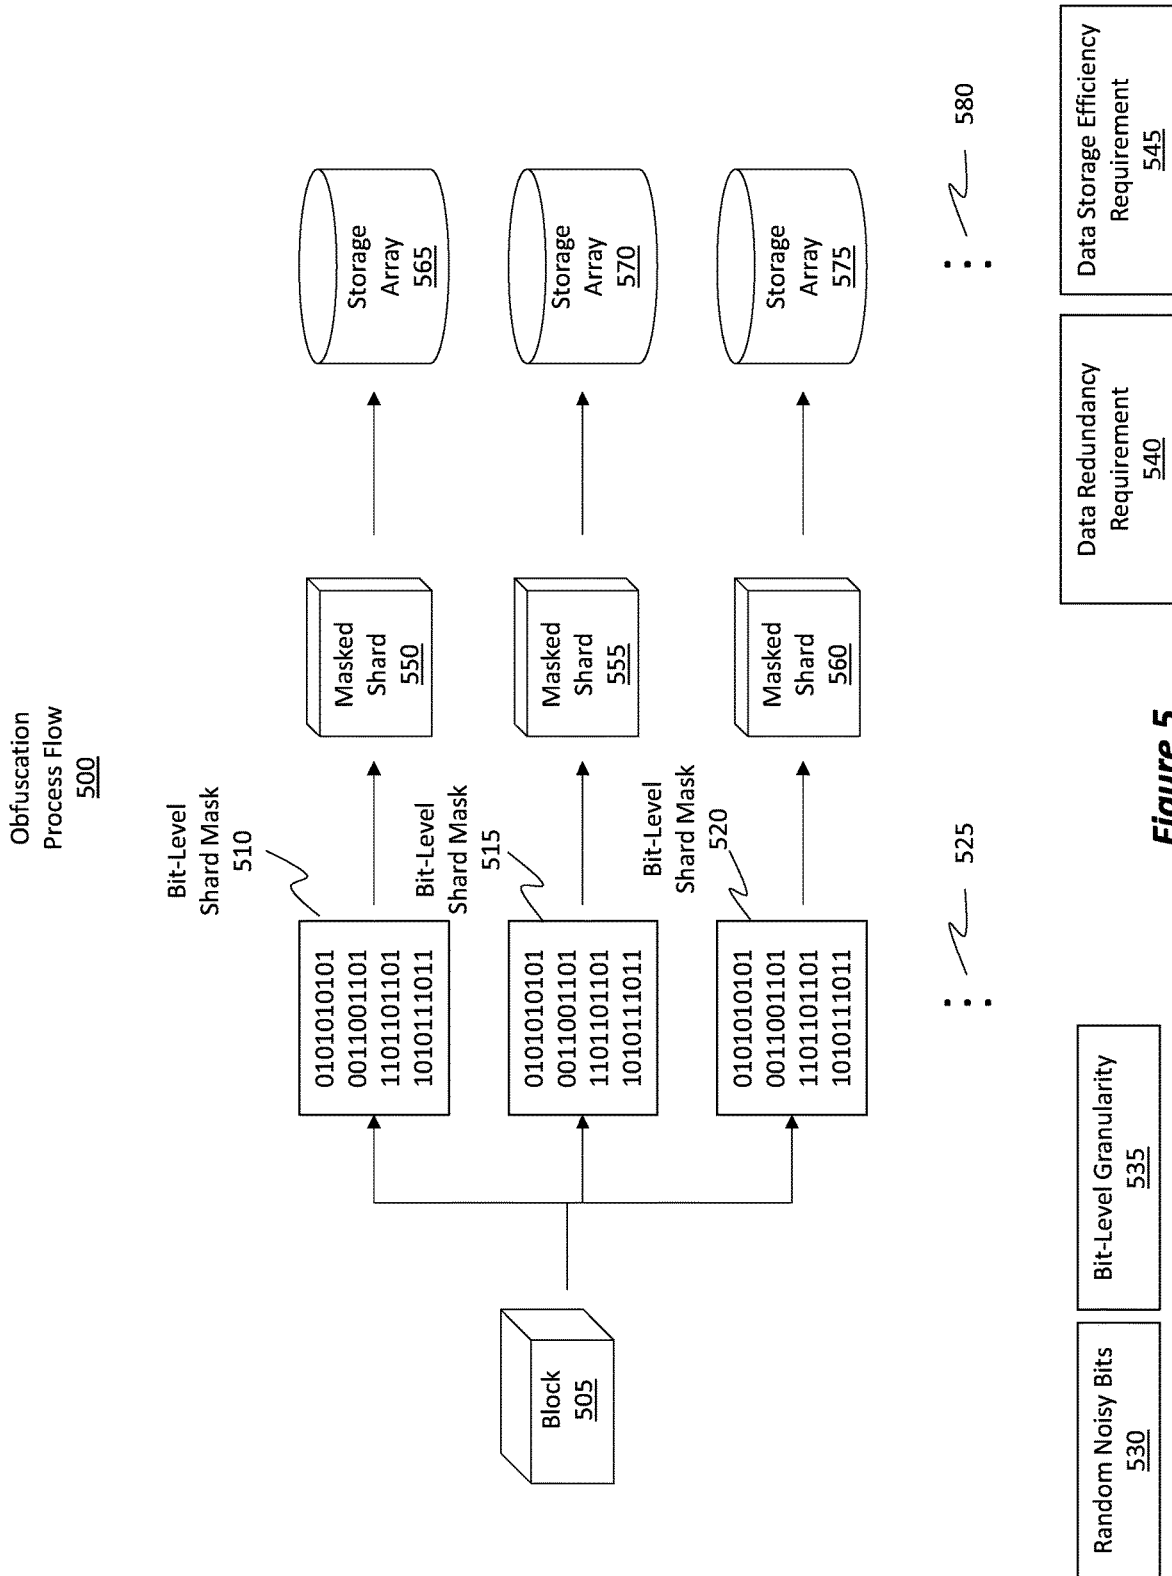 Obfuscation
Process Flow
500
Block
505
Bit-Level
Shard Mask
510
0101010101
0011001101
1101101101
1010111011
Masked
Shard
550
Storage
Array
565
Bit-Level
Shard Mask
515
0101010101
0011001101
1101101101
1010111011
Masked
Shard
555
Storage
Array
570
Bit-Level
Shard Mask
520
0101010101
0011001101
1101101101
1010111011
Masked
Shard
560
Storage
Array
575
525
580
Random Noisy Bits
530
Bit-Level Granularity
535
Data Redundancy
Requirement
540
Data Storage Efficiency
Requirement
545
Figure 5